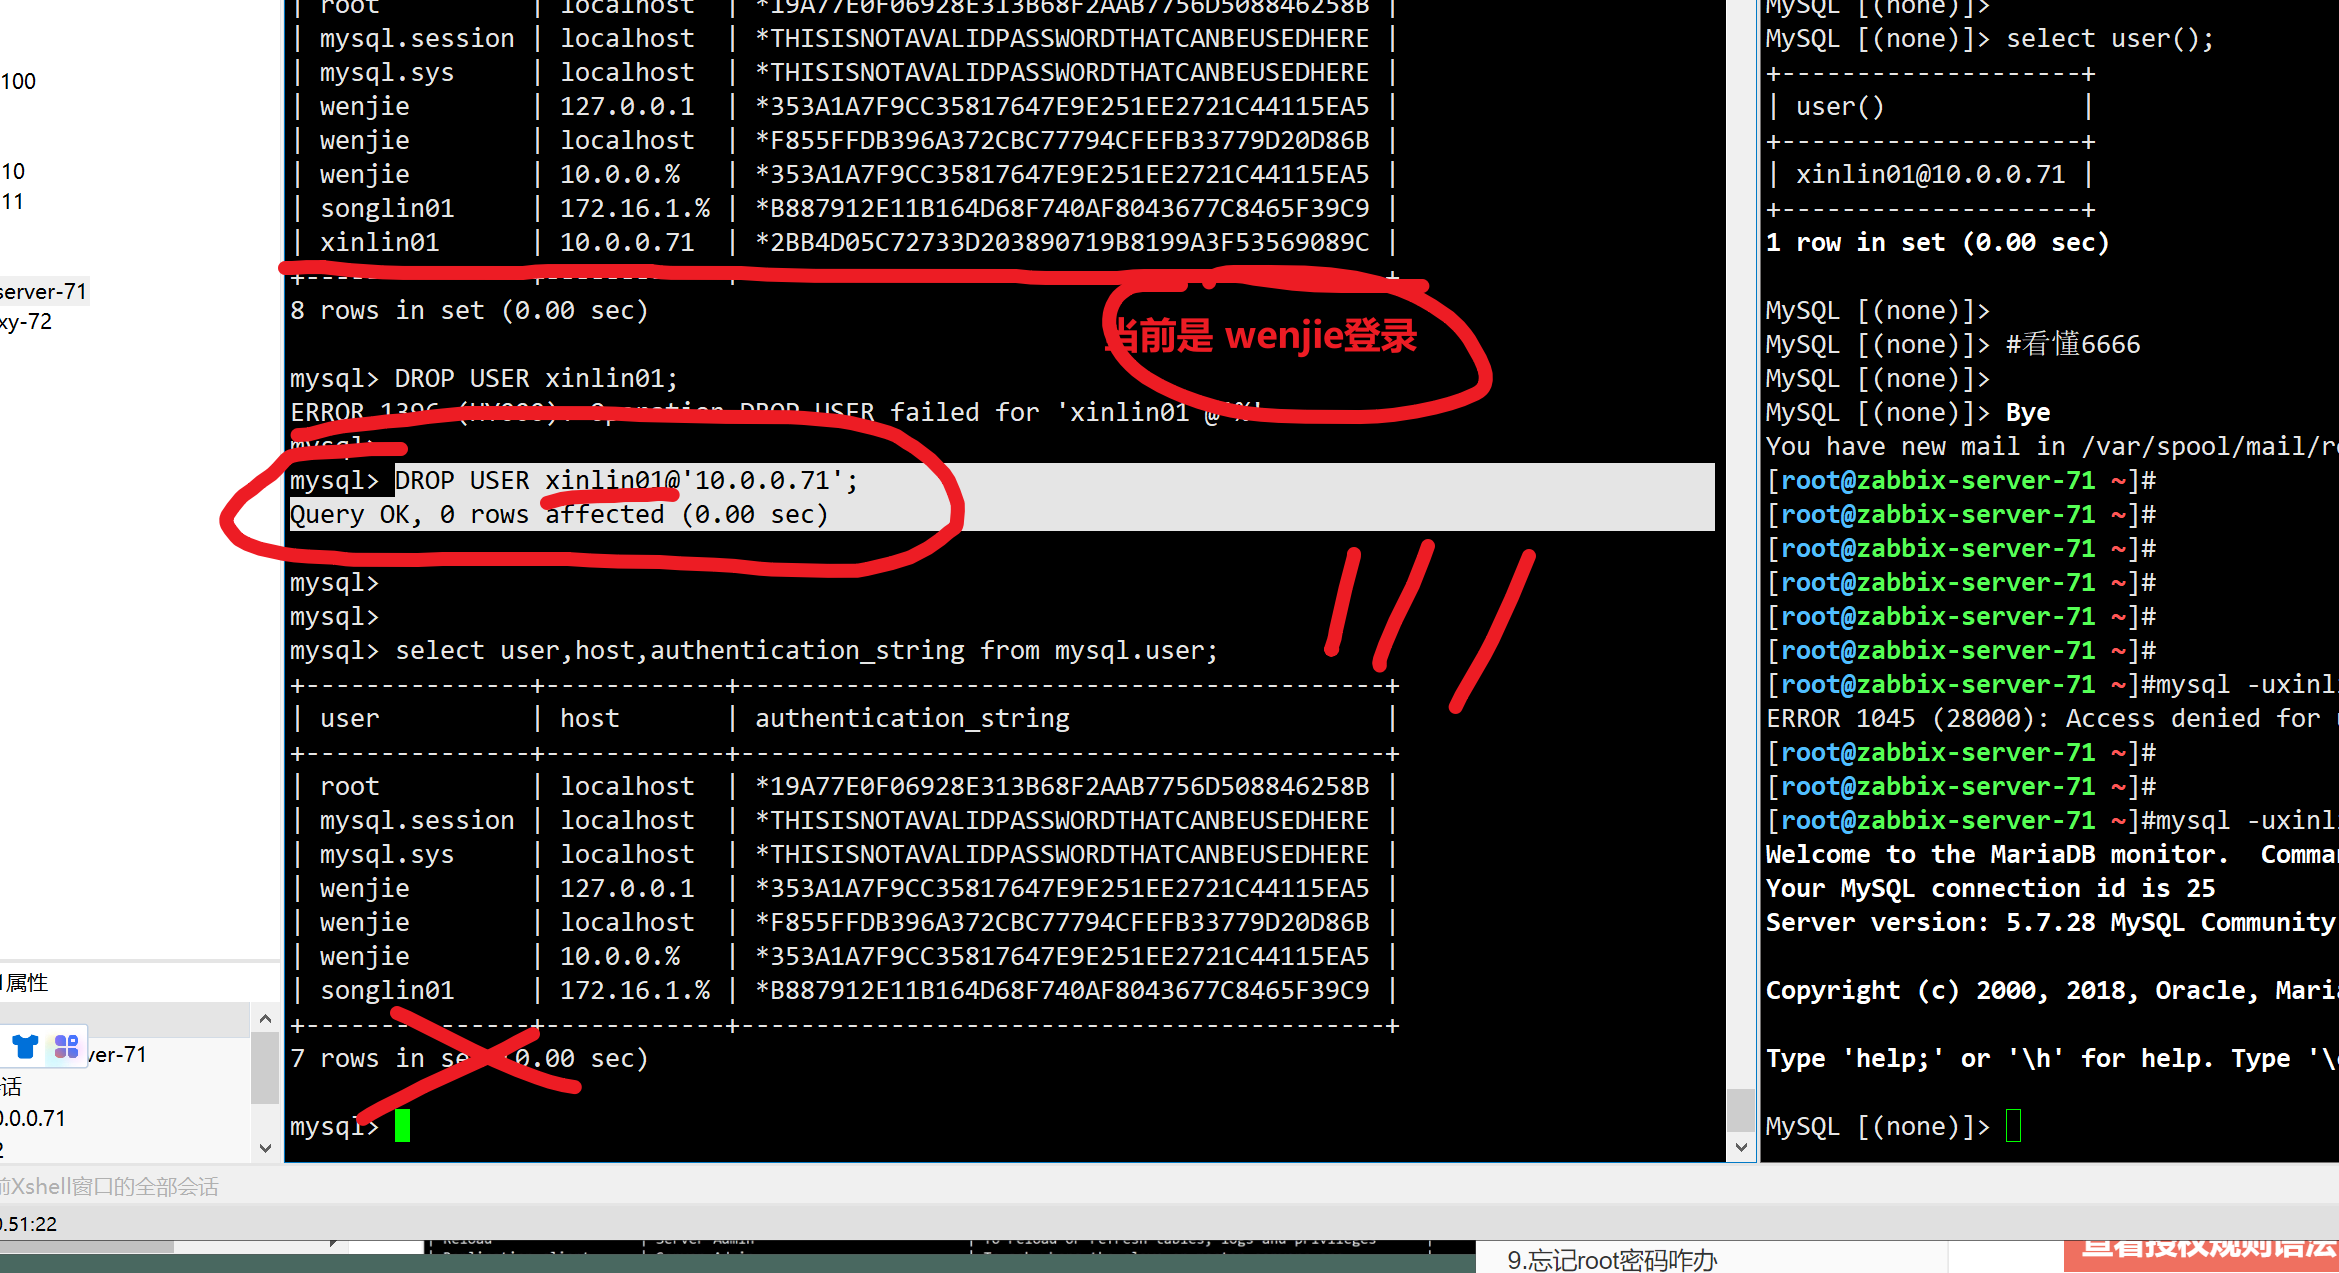 100
10
11
server-71
xy-72
属性
ver-71
话
0.0.0.71
2
前Xshell窗口的全部会话
0.51:22
| root | localhost | *19A77E0F06928E313B68F2AAB7756D508846258B |
| mysql.session | localhost | *THISISNOTAVALIDPASSWORDTHATCANBEUSEDHERE |
| mysql.sys | localhost | *THISISNOTAVALIDPASSWORDTHATCANBEUSEDHERE |
| wenjie | 127.0.0.1 | *353A1A7F9CC35817647E9E251EE2721C44115EA5 |
| wenjie | localhost | *F855FFDB396A372CBC77794CFEFB33779D20D86B |
| wenjie | 10.0.0.% | *353A1A7F9CC35817647E9E251EE2721C44115EA5 |
| songlin01 | 172.16.1.% | *B887912E11B164D68F740AF8043677C8465F39C9 |
| xinlin01 | 10.0.0.71 | *2BB4D05C72733D203890719B8199A3F53569089C |
8 rows in set (0.00 sec)
当前是 wenjie登录
mysql> DROP USER xinlin01;
ERROR 1396 (HY000): Operation DROP USER failed for 'xinlin01'@'%'
mysql>
mysql> DROP USER xinlin01@'10.0.0.71';
Query OK, 0 rows affected (0.00 sec)
mysql>
mysql>
mysql> select user,host,authentication_string from mysql.user;
+---------------+------------+-------------------------------------------+
| user | host | authentication_string |
+---------------+------------+-------------------------------------------+
| root | localhost | *19A77E0F06928E313B68F2AAB7756D508846258B |
| mysql.session | localhost | *THISISNOTAVALIDPASSWORDTHATCANBEUSEDHERE |
| mysql.sys | localhost | *THISISNOTAVALIDPASSWORDTHATCANBEUSEDHERE |
| wenjie | 127.0.0.1 | *353A1A7F9CC35817647E9E251EE2721C44115EA5 |
| wenjie | localhost | *F855FFDB396A372CBC77794CFEFB33779D20D86B |
| wenjie | 10.0.0.% | *353A1A7F9CC35817647E9E251EE2721C44115EA5 |
| songlin01 | 172.16.1.% | *B887912E11B164D68F740AF8043677C8465F39C9 |
+---------------+------------+-------------------------------------------+
7 rows in set (0.00 sec)
mysql>
MySQL [(none)]>
MySQL [(none)]> select user();
+--------------------+
| user() |
+--------------------+
| xinlin01@10.0.0.71 |
+--------------------+
1 row in set (0.00 sec)
MySQL [(none)]>
MySQL [(none)]> #看懂6666
MySQL [(none)]>
MySQL [(none)]> Bye
You have new mail in /var/spool/mail/r
[root@zabbix-server-71 ~]#
[root@zabbix-server-71 ~]#
[root@zabbix-server-71 ~]#
[root@zabbix-server-71 ~]#
[root@zabbix-server-71 ~]#
[root@zabbix-server-71 ~]#
[root@zabbix-server-71 ~]#mysql -uxinl
ERROR 1045 (28000): Access denied for
[root@zabbix-server-71 ~]#
[root@zabbix-server-71 ~]#
[root@zabbix-server-71 ~]#mysql -uxinl
Welcome to the MariaDB monitor. Comma
Your MySQL connection id is 25
Server version: 5.7.28 MySQL Community
Copyright (c) 2000, 2018, Oracle, Mari
Type 'help;' or '\h' for help. Type '\
MySQL [(none)]>
9.忘记root密码咋办
查看授权规则语法